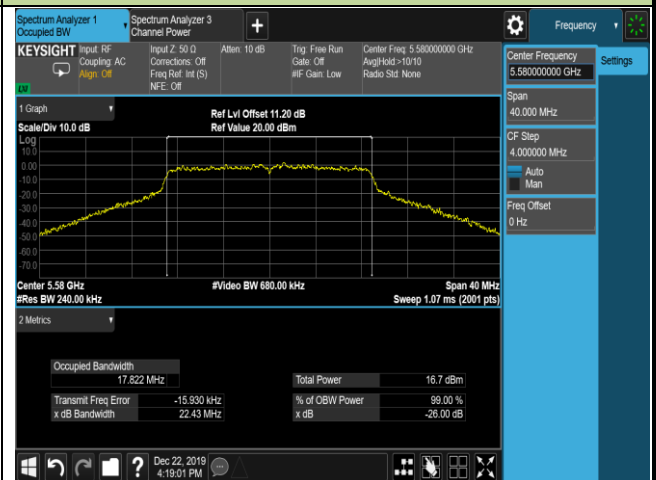 Spectrum Analyzer 1
Occupied BW
Spectrum Analyzer 3
Channel Power
Frequency
KEYSIGHT
Input: RF
Coupling: AC
Align: Off
Input Z: 50 Ω
Corrections: Off
Freq Ref: Int (S)
NFE: Off
Atten: 10 dB
Trig: Free Run
Gate: Off
#IF Gain: Low
Center Freq: 5.580000000 GHz
Avg|Hold:>10/10
Radio Std: None
LXI
1 Graph
Scale/Div 10.0 dB
Ref Lvl Offset 11.20 dB
Ref Value 20.00 dBm
Log
10.0
0.00
-10.0
-20.0
-30.0
-40.0
-50.0
-60.0
-70.0
Center 5.58 GHz
#Res BW 240.00 kHz
#Video BW 680.00 kHz
Span 40 MHz
Sweep 1.07 ms (2001 pts)
2 Metrics
Occupied Bandwidth
17.822 MHz
Total Power 16.7 dBm
Transmit Freq Error -15.930 kHz
% of OBW Power 99.00 %
x dB Bandwidth 22.43 MHz
x dB -26.00 dB
Center Frequency
5.580000000 GHz
Settings
Span
40.000 MHz
CF Step
4.000000 MHz
Auto
Man
Freq Offset
0 Hz
?
Dec 22, 2019
4:19:01 PM